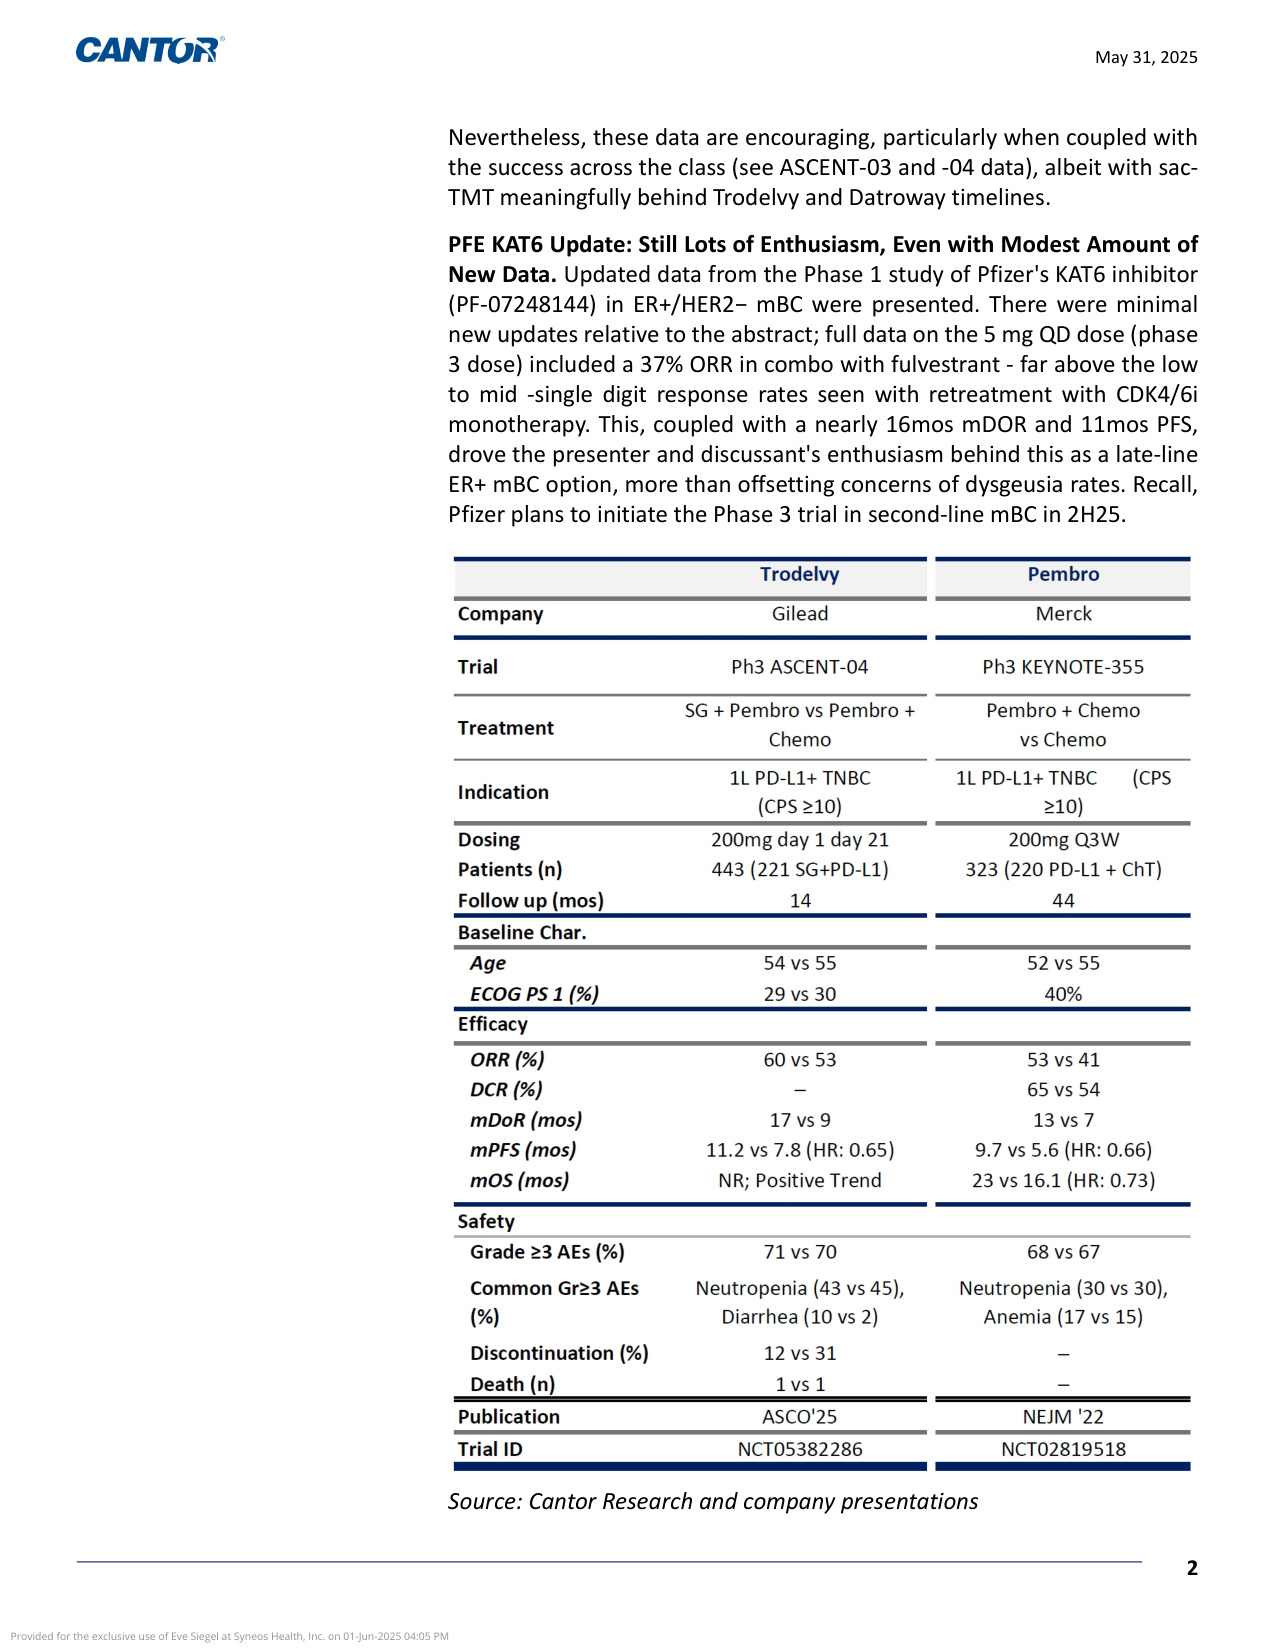 CANTOR®
May 31, 2025
Nevertheless, these data are encouraging, particularly when coupled with
the success across the class (see ASCENT-03 and -04 data), albeit with sac-
TMT meaningfully behind Trodelvy and Datroway timelines.
PFE KAT6 Update: Still Lots of Enthusiasm, Even with Modest Amount of
New Data. Updated data from the Phase 1 study of Pfizer's KAT6 inhibitor
(PF-07248144) in ER+/HER2− mBC were presented. There were minimal
new updates relative to the abstract; full data on the 5 mg QD dose (phase
3 dose) included a 37% ORR in combo with fulvestrant - far above the low
to mid -single digit response rates seen with retreatment with CDK4/6i
monotherapy. This, coupled with a nearly 16mos mDOR and 11mos PFS,
drove the presenter and discussant's enthusiasm behind this as a late-line
ER+ mBC option, more than offsetting concerns of dysgeusia rates. Recall,
Pfizer plans to initiate the Phase 3 trial in second-line mBC in 2H25.
Trodelvy Pembro
Company Gilead Merck
Trial Ph3 ASCENT-04 Ph3 KEYNOTE-355
Treatment SG + Pembro vs Pembro + Chemo Pembro + Chemo vs Chemo
Indication 1L PD-L1+ TNBC (CPS ≥10) 1L PD-L1+ TNBC (CPS ≥10)
Dosing 200mg day 1 day 21 200mg Q3W
Patients (n) 443 (221 SG+PD-L1) 323 (220 PD-L1 + ChT)
Follow up (mos) 14 44
Baseline Char.
Age 54 vs 55 52 vs 55
ECOG PS 1 (%) 29 vs 30 40%
Efficacy
ORR (%) 60 vs 53 53 vs 41
DCR (%) – 65 vs 54
mDoR (mos) 17 vs 9 13 vs 7
mPFS (mos) 11.2 vs 7.8 (HR: 0.65) 9.7 vs 5.6 (HR: 0.66)
mOS (mos) NR; Positive Trend 23 vs 16.1 (HR: 0.73)
Safety
Grade ≥3 AEs (%) 71 vs 70 68 vs 67
Common Gr≥3 AEs (%) Neutropenia (43 vs 45), Diarrhea (10 vs 2) Neutropenia (30 vs 30), Anemia (17 vs 15)
Discontinuation (%) 12 vs 31 –
Death (n) 1 vs 1 –
Publication ASCO'25 NEJM '22
Trial ID NCT05382286 NCT02819518
Source: Cantor Research and company presentations
2
Provided for the exclusive use of Eve Siegel at Syneos Health, Inc. on 01-Jun-2025 04:05 PM